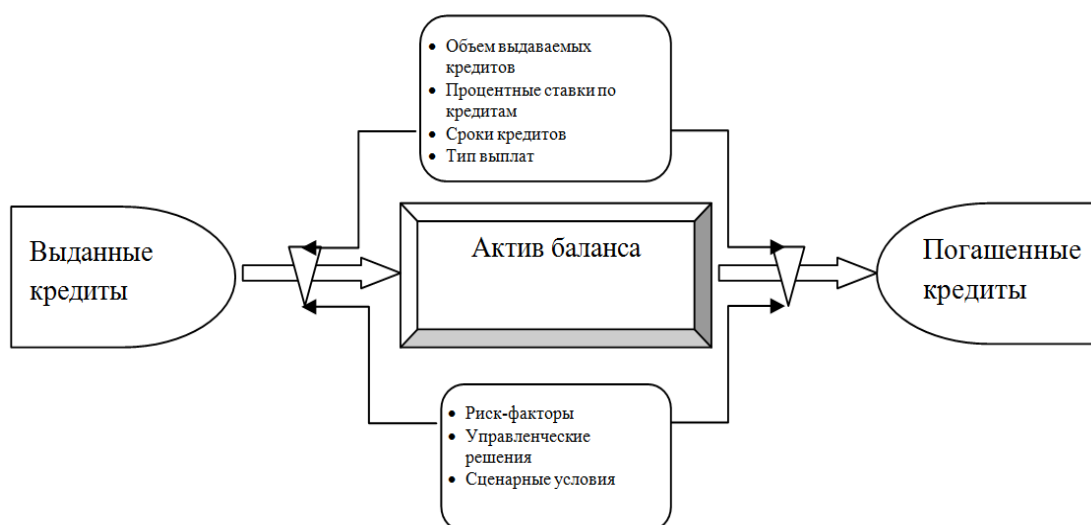 • Объем выдаваемых
кредитов
• Процентные ставки по
кредитам
• Сроки кредитов
• Тип выплат
Выданные
кредиты
Актив баланса
Погашенные
кредиты
• Риск-факторы
• Управленческие
решения
• Сценарные условия